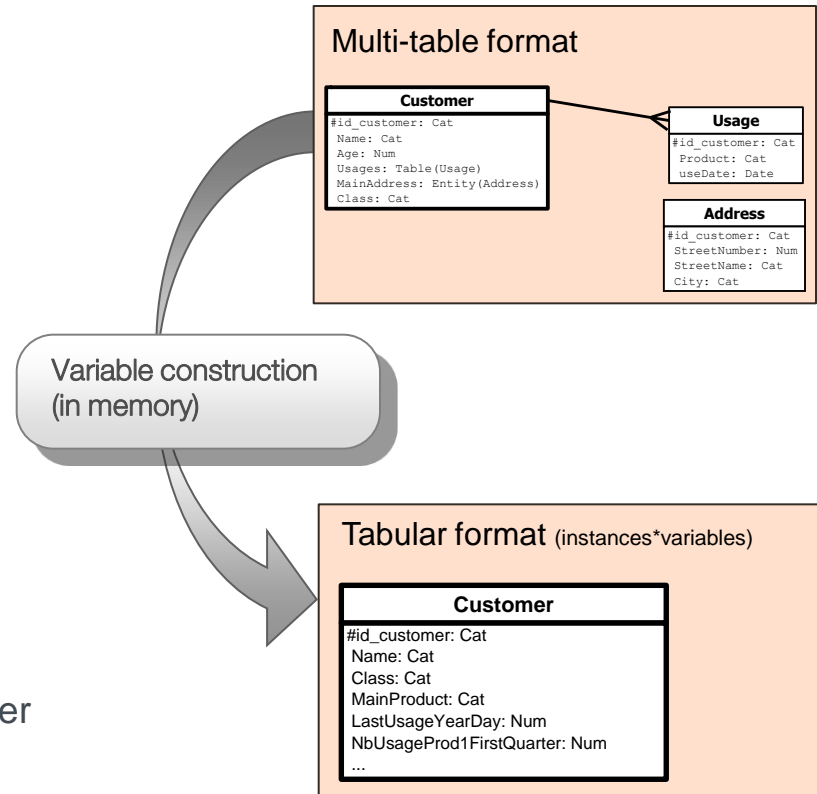 Multi-table format
Customer
#id_customer: Cat
Name: Cat
Age: Num
Usages: Table(Usage)
MainAddress: Entity(Address)
Class: Cat
Usage
#id_customer: Cat
Product: Cat
useDate: Date
Address
#id_customer: Cat
StreetNumber: Num
StreetName: Cat
City: Cat
Variable construction
(in memory)
Tabular format (instances*variables)
Customer
#id_customer: Cat
Name: Cat
Class: Cat
MainProduct: Cat
LastUsageYearDay: Num
NbUsageProd1FirstQuarter: Num
...
er